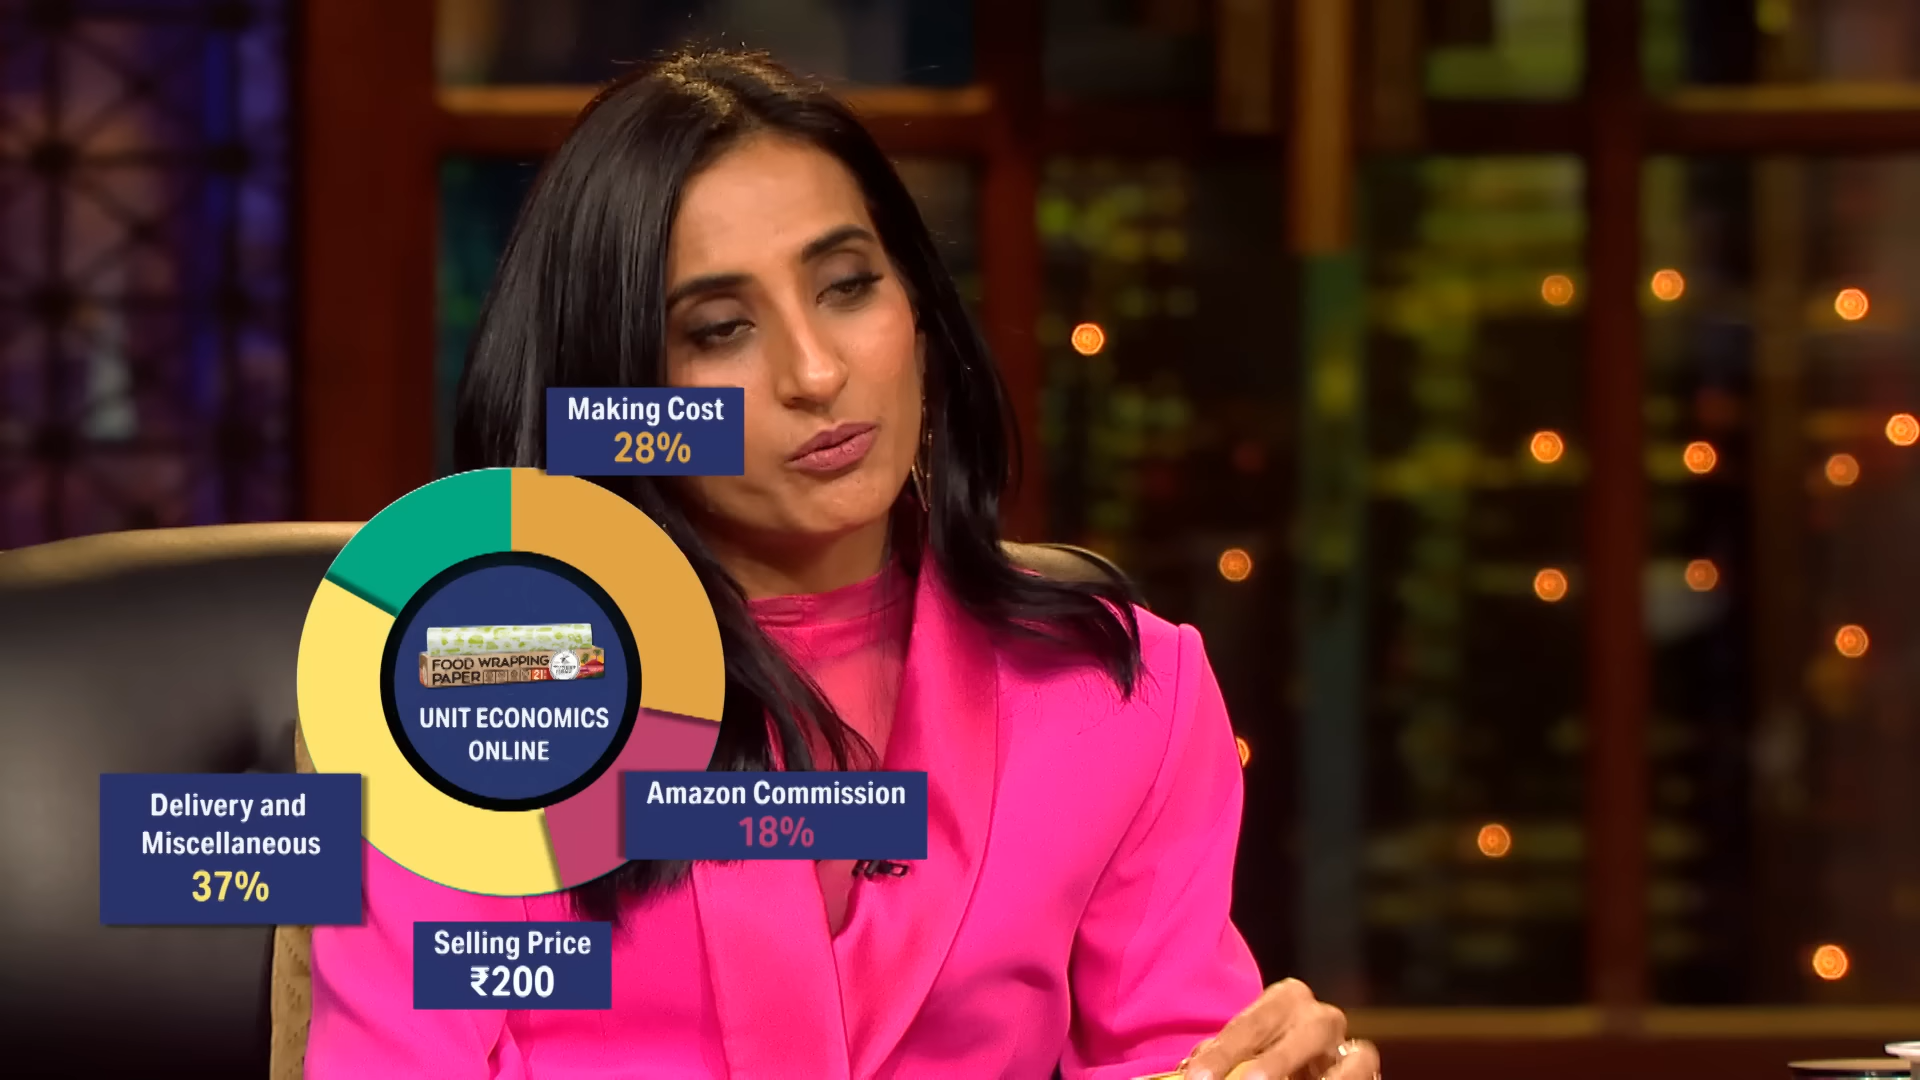 Making Cost
28%
FOOD WRAPPING
PAPER
21
UNIT ECONOMICS
ONLINE
Amazon Commission
18%
Delivery and
Miscellaneous
37%
Selling Price
₹200